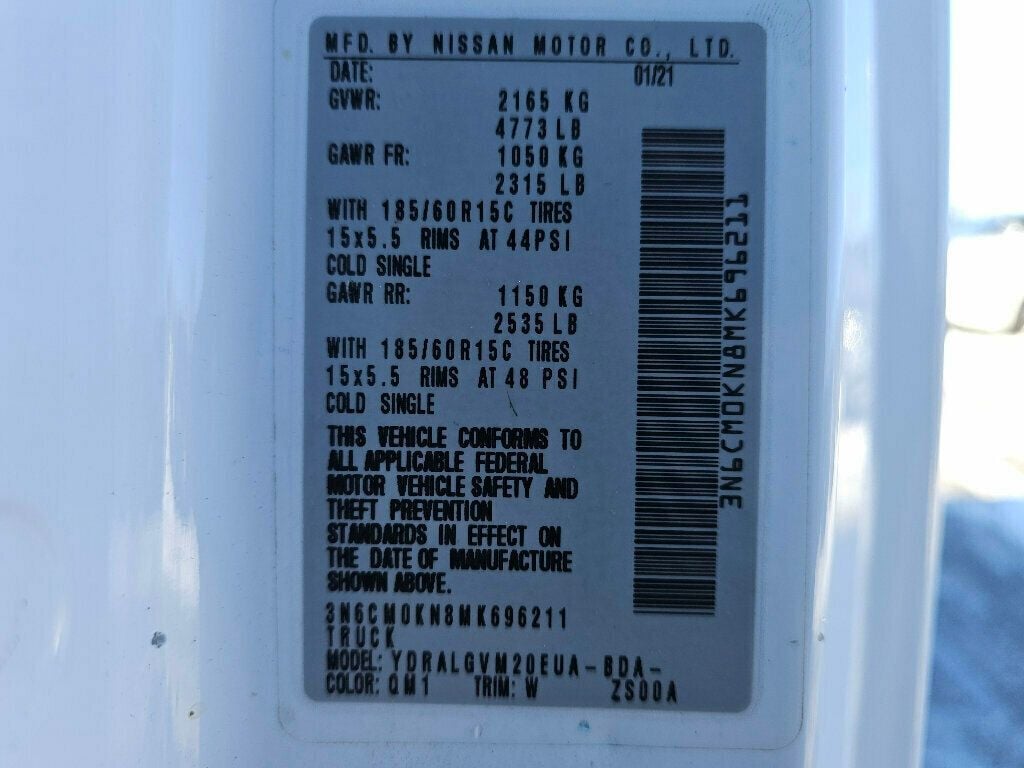 MFD. BY NISSAN MOTOR CO., LTD.
DATE: 01/21
GVWR: 2165 KG
4773 LB
GAWR FR: 1050 KG
2315 LB
WITH 185/60R15C TIRES
15x5.5 RIMS AT 44PSI
COLD SINGLE
GAWR RR: 1150 KG
2535 LB
WITH 185/60R15C TIRES
15x5.5 RIMS AT 48 PSI
COLD SINGLE
THIS VEHICLE CONFORMS TO
ALL APPLICABLE FEDERAL
MOTOR VEHICLE SAFETY AND
THEFT PREVENTION
STANDARDS IN EFFECT ON
THE DATE OF MANUFACTURE
SHOWN ABOVE.
3N6CM0KN8MK696211
TRUCK
MODEL: YDRALGVM20EUA-BDA-
COLOR: QM1 TRIM: W ZS00A
3N6CM0KN8MK696211